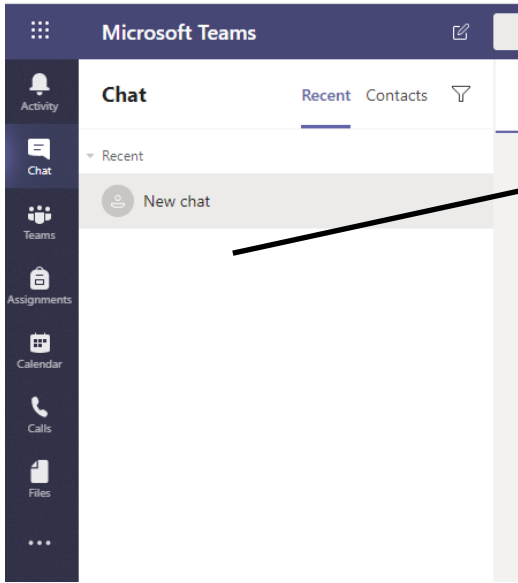 Microsoft Teams
Activity
Chat
Teams
Assignments
Calendar
Calls
Files
Chat
Recent Contacts
Recent
New chat